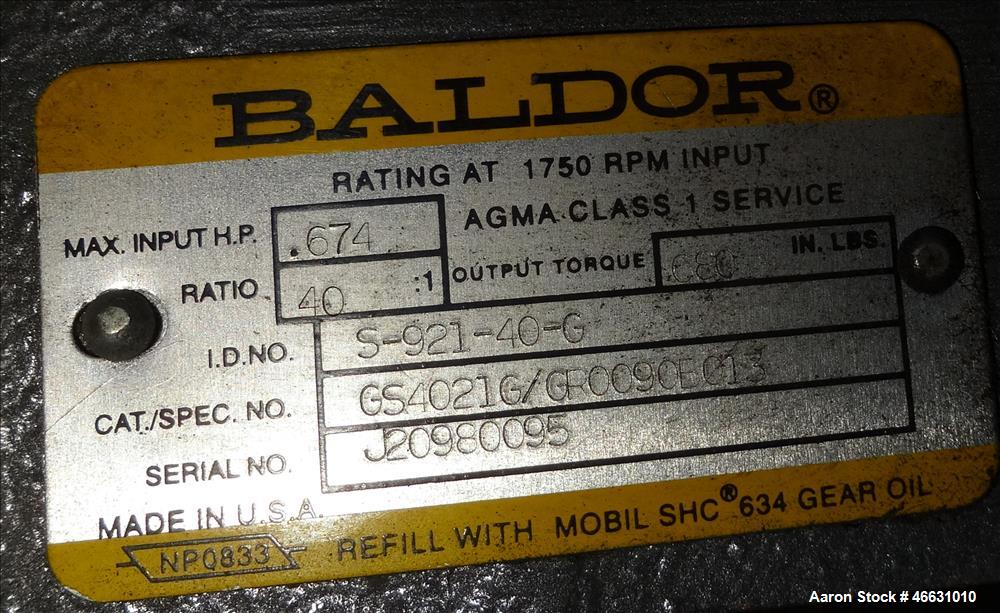 BALDOR®
RATING AT 1750 RPM INPUT
AGMA CLASS 1 SERVICE
MAX. INPUT H.P. .674
RATIO 40 :1 OUTPUT TORQUE 680 IN. LBS.
I.D.NO. S-921-40-G
CAT./SPEC. NO. GS4021G/GR0090E013
SERIAL NO. J20980095
MADE IN U.S.A.
NP0833 REFILL WITH MOBIL SHC® 634 GEAR OIL
Aaron Stock # 46631010